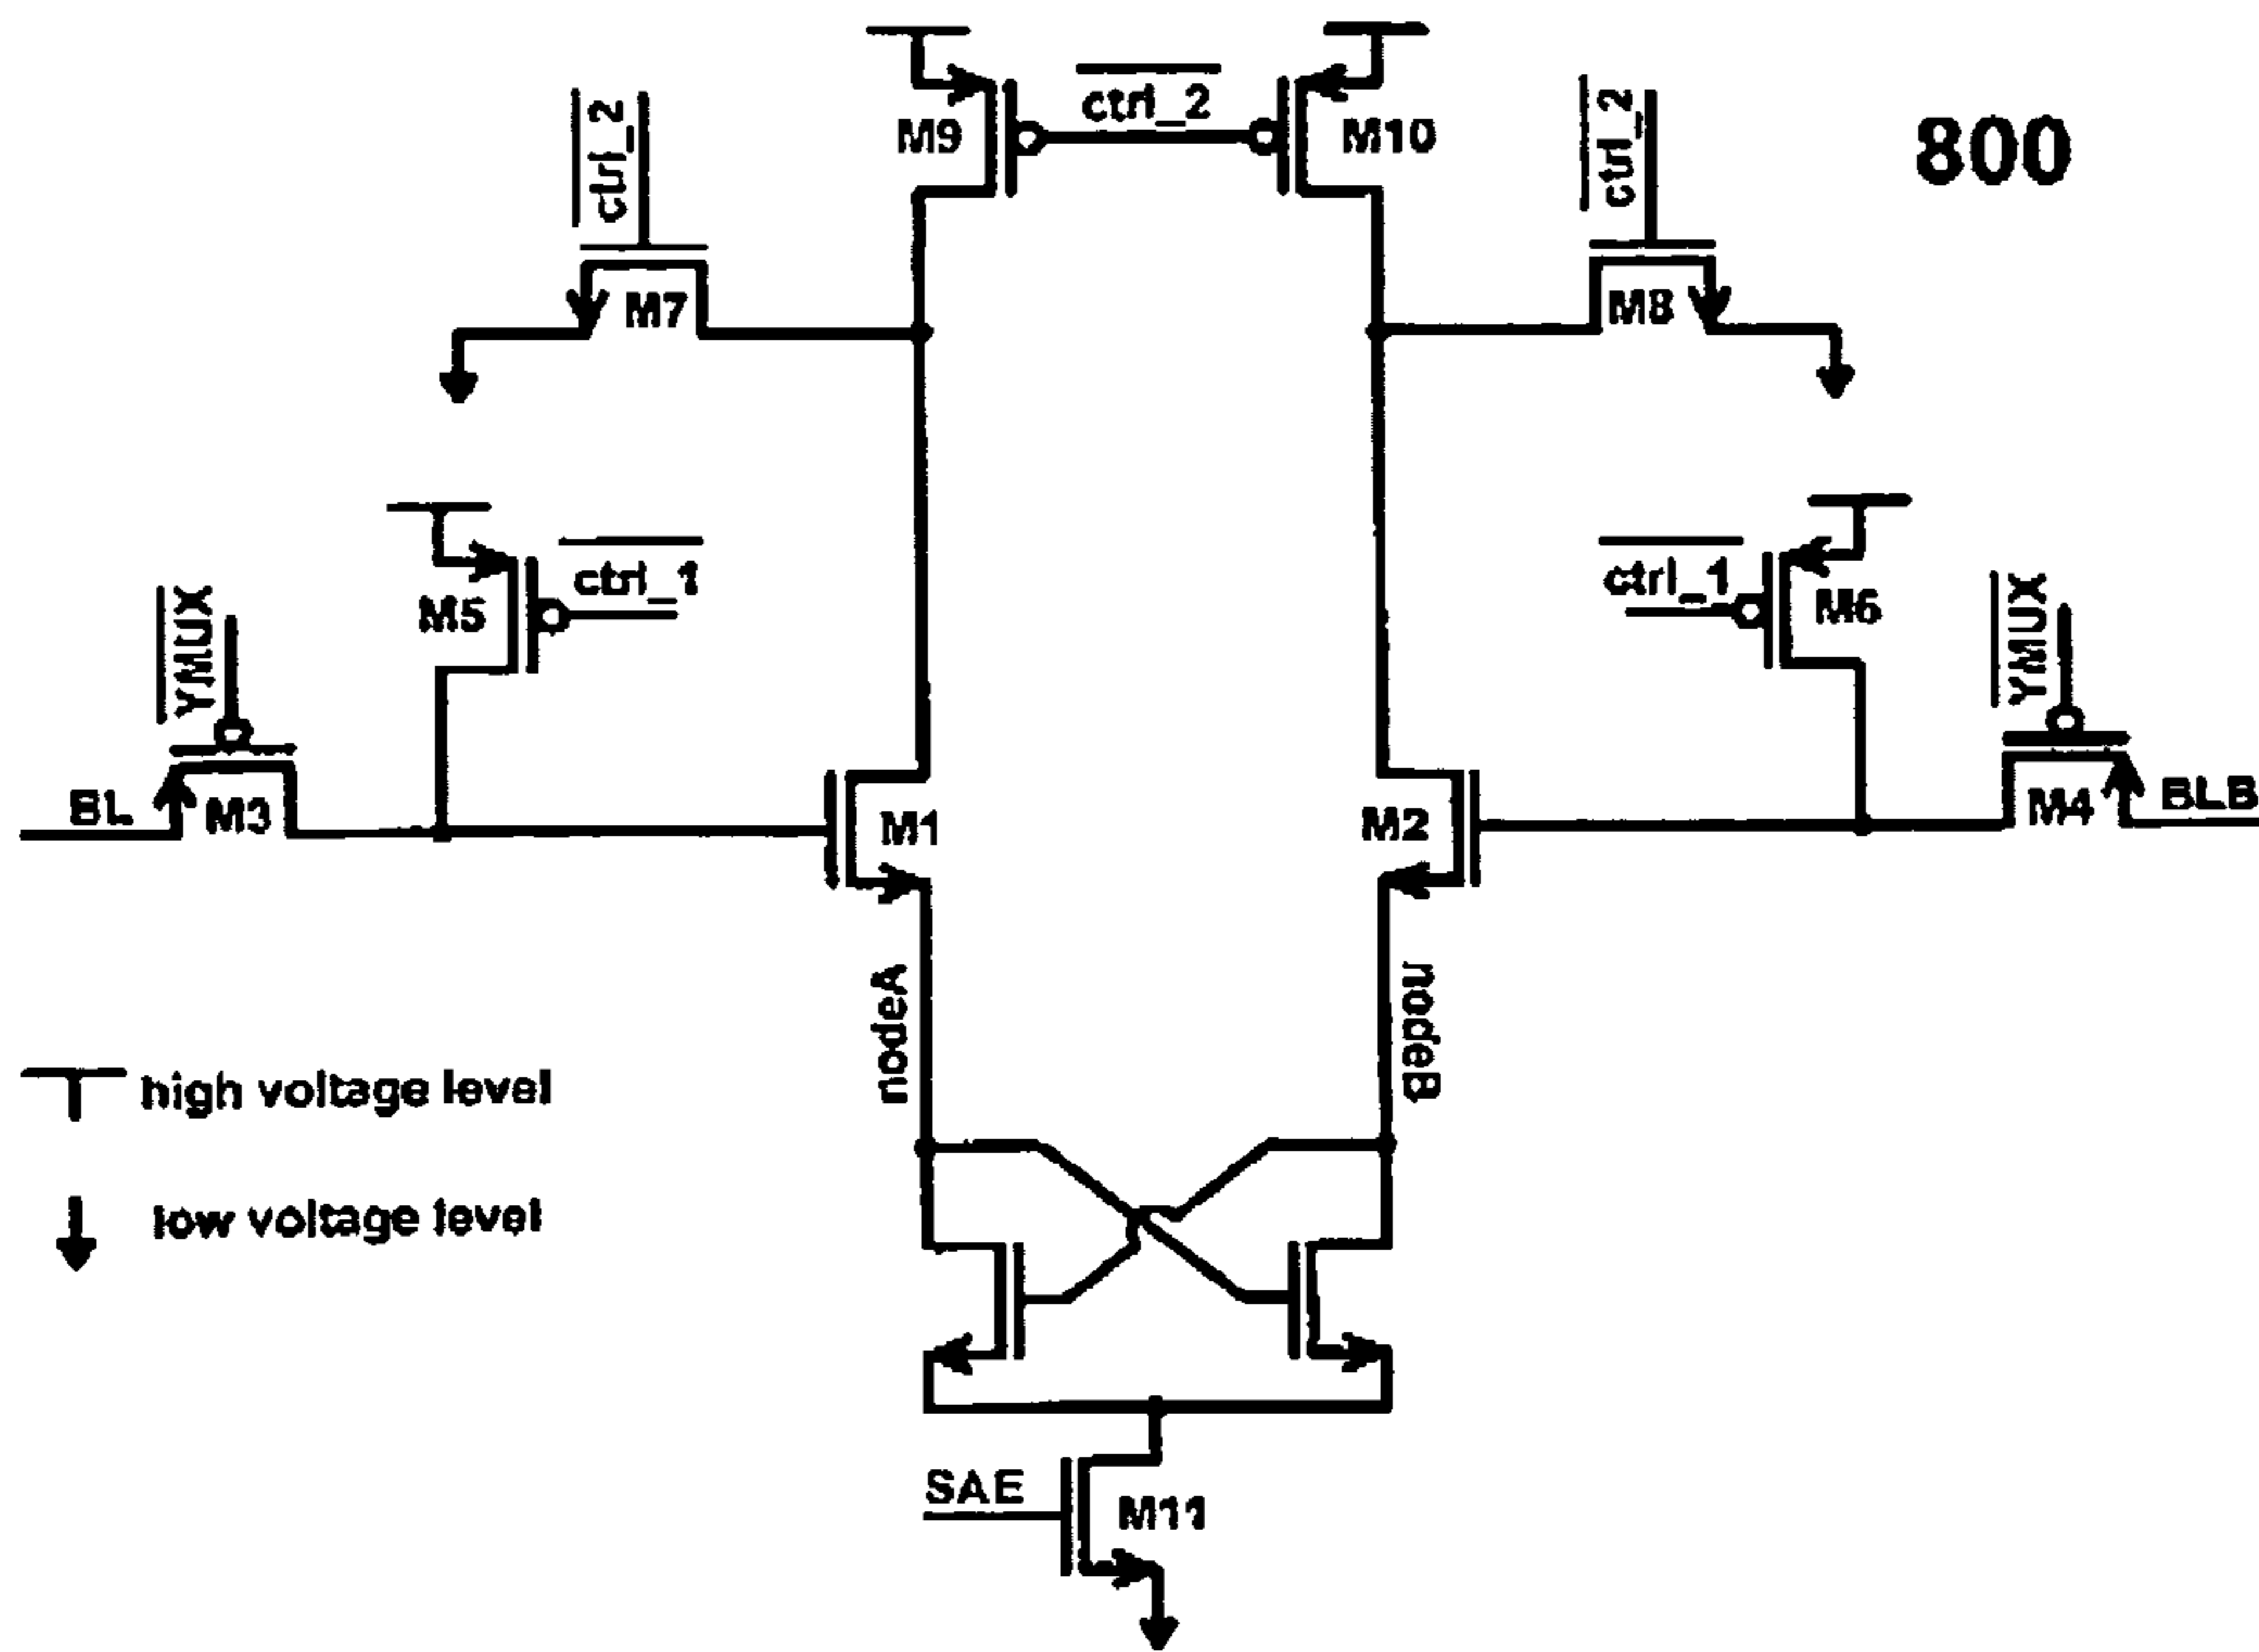 800
ctrl_2
ctrl_2
ctrl_2
M9
M10
M7
M8
ctrl_1
ctrl_1
M5
M6
YMUX
YMUX
BL
M3
M1
M2
M4
BLB
nodeA
nodeB
high voltage level
low voltage level
SAE
M11